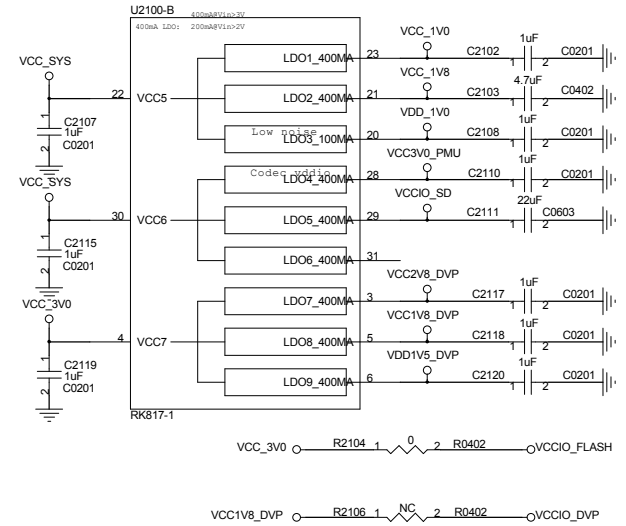 U2100-B
400mA@Vin>3V
400mA LDO: 200mA@Vin>2V
VCC_SYS
22 VCC5
1
C2107
1uF
C0201
2
VCC_SYS
30 VCC6
1
C2115
1uF
C0201
2
VCC_3V0
4 VCC7
1
C2119
1uF
C0201
2
LDO1_400MA 23 VCC_1V0 C2102 1 1uF 2 C0201
LDO2_400MA 21 VCC_1V8 C2103 1 4.7uF 2 C0402
Low noise
LDO3_100MA 20 VDD_1V0 C2108 1 1uF 2 C0201
Codec vddio
LDO4_400MA 28 VCC3V0_PMU C2110 1 1uF 2 C0201
LDO5_400MA 29 VCCIO_SD C2111 1 22uF 2 C0603
LDO6_400MA 31
LDO7_400MA 3 VCC2V8_DVP C2117 1 1uF 2 C0201
LDO8_400MA 5 VCC1V8_DVP C2118 1 1uF 2 C0201
LDO9_400MA 6 VDD1V5_DVP C2120 1 1uF 2 C0201
RK817-1
VCC_3V0 R2104 1 0 2 R0402 VCCIO_FLASH
VCC1V8_DVP R2106 1 NC 2 R0402 VCCIO_DVP